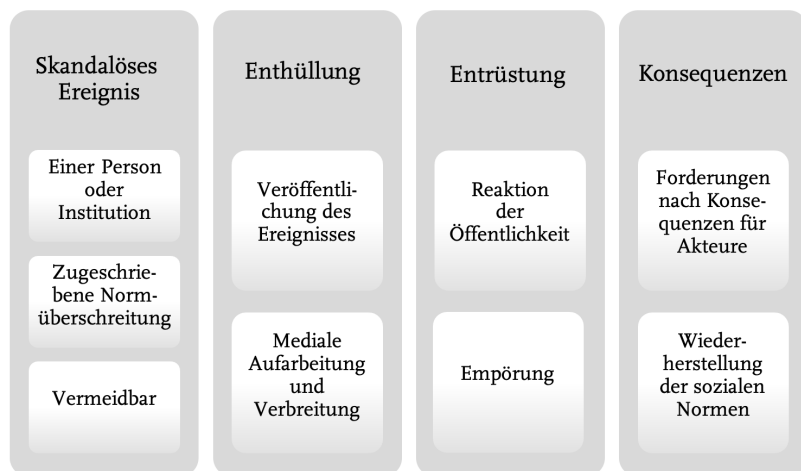 Skandalöses
Ereignis
Einer Person
oder
Institution
Zugeschrie-
bene Norm-
überschreitung
Vermeidbar
Enthüllung
Veröffentli-
chung des
Ereignisses
Mediale
Aufarbeitung
und
Verbreitung
Entrüstung
Reaktion
der
Öffentlichkeit
Empörung
Konsequenzen
Forderungen
nach Konse-
quenzen für
Akteure
Wieder-
herstellung
der sozialen
Normen